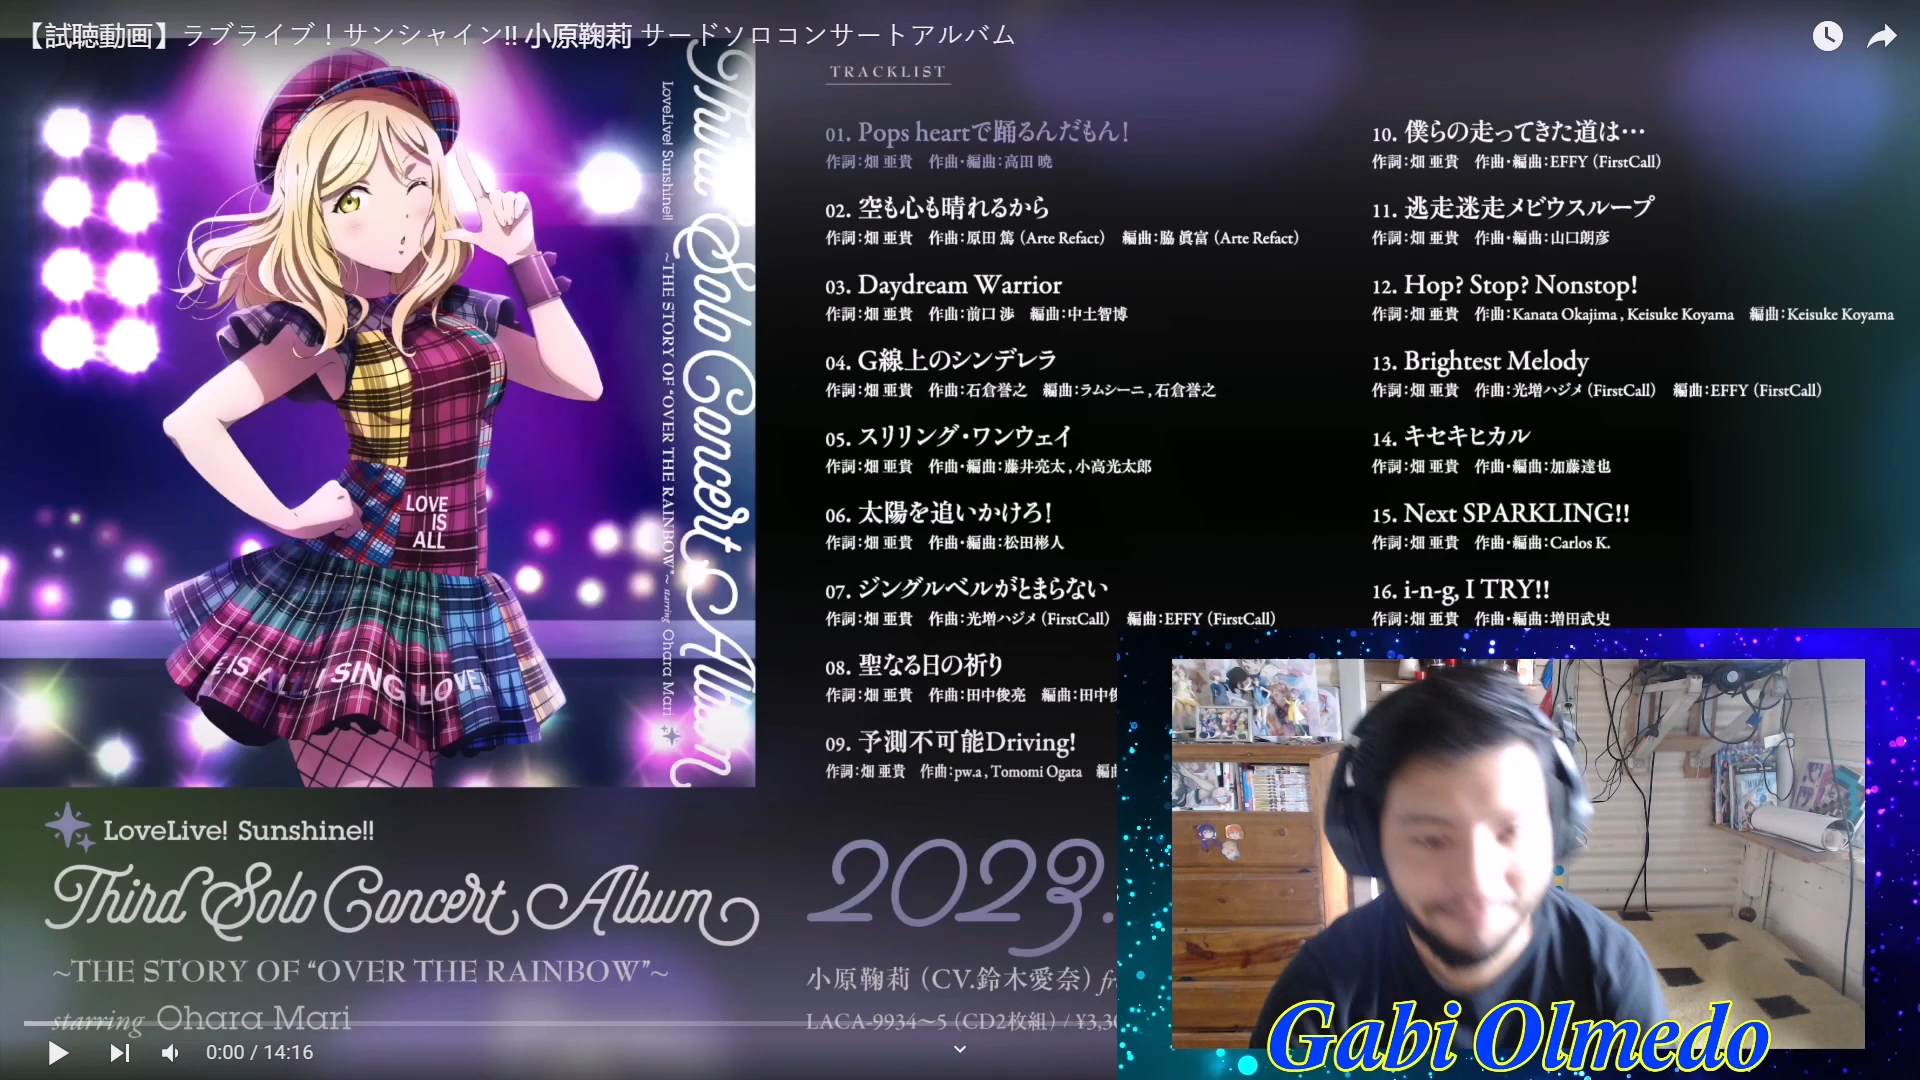 【試聴動画】ラブライブ！サンシャイン!! 小原鞠莉 サードソロコンサートアルバム
TRACKLIST
01. Pops heartで踊るんだもん！
作詞：畑 亜貴　作曲・編曲：高田 暁
02. 空も心も晴れるから
作詞：畑 亜貴　作曲：原田 篤（Arte Refact）　編曲：脇 眞富（Arte Refact）
03. Daydream Warrior
作詞：畑 亜貴　作曲：前口 渉　編曲：中土智博
04. G線上のシンデレラ
作詞：畑 亜貴　作曲：石倉誉之　編曲：ラムシーニ , 石倉誉之
05. スリリング・ワンウェイ
作詞：畑 亜貴　作曲・編曲：藤井亮太 , 小高光太郎
06. 太陽を追いかけろ！
作詞：畑 亜貴　作曲・編曲：松田彬人
07. ジングルベルがとまらない
作詞：畑 亜貴　作曲：光増ハジメ（FirstCall）　編曲：EFFY（FirstCall）
08. 聖なる日の祈り
作詞：畑 亜貴　作曲：田中俊亮　編曲：田中俊
09. 予測不可能Driving!
作詞：畑 亜貴　作曲：pw.a , Tomomi Ogata　編曲
10. 僕らの走ってきた道は…
作詞：畑 亜貴　作曲・編曲：EFFY（FirstCall）
11. 逃走迷走メビウスループ
作詞：畑 亜貴　作曲・編曲：山口朗彦
12. Hop? Stop? Nonstop!
作詞：畑 亜貴　作曲：Kanata Okajima , Keisuke Koyama　編曲：Keisuke Koyama
13. Brightest Melody
作詞：畑 亜貴　作曲：光増ハジメ（FirstCall）　編曲：EFFY（FirstCall）
14. キセキヒカル
作詞：畑 亜貴　作曲・編曲：加藤達也
15. Next SPARKLING!!
作詞：畑 亜貴　作曲・編曲：Carlos K.
16. i-n-g, I TRY!!
作詞：畑 亜貴　作曲・編曲：増田武史
Third Solo Concert Album
LoveLive! Sunshine!! ~THE STORY OF “OVER THE RAINBOW”~ starring Ohara Mari
LOVE
IS
ALL
E IS ALL, I SING LOVE!
LoveLive! Sunshine!!
Third Solo Concert Album
~THE STORY OF “OVER THE RAINBOW”~
starring Ohara Mari
2023.
小原鞠莉（CV.鈴木愛奈）fr
LACA-9934～5（CD2枚組）/ ¥3,30
0:00 / 14:16
Gabi Olmedo